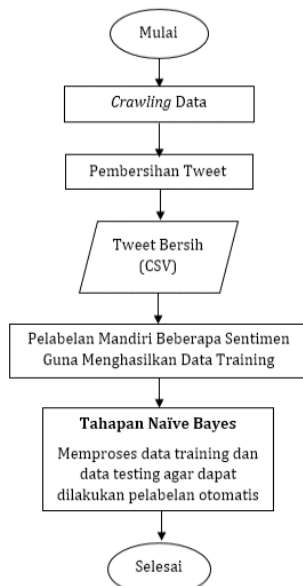 Mulai
Crawling Data
Pembersihan Tweet
Tweet Bersih
(CSV)
Pelabelan Mandiri Beberapa Sentimen
Guna Menghasilkan Data Training
Tahapan Naïve Bayes
Memproses data training dan
data testing agar dapat
dilakukan pelabelan otomatis
Selesai